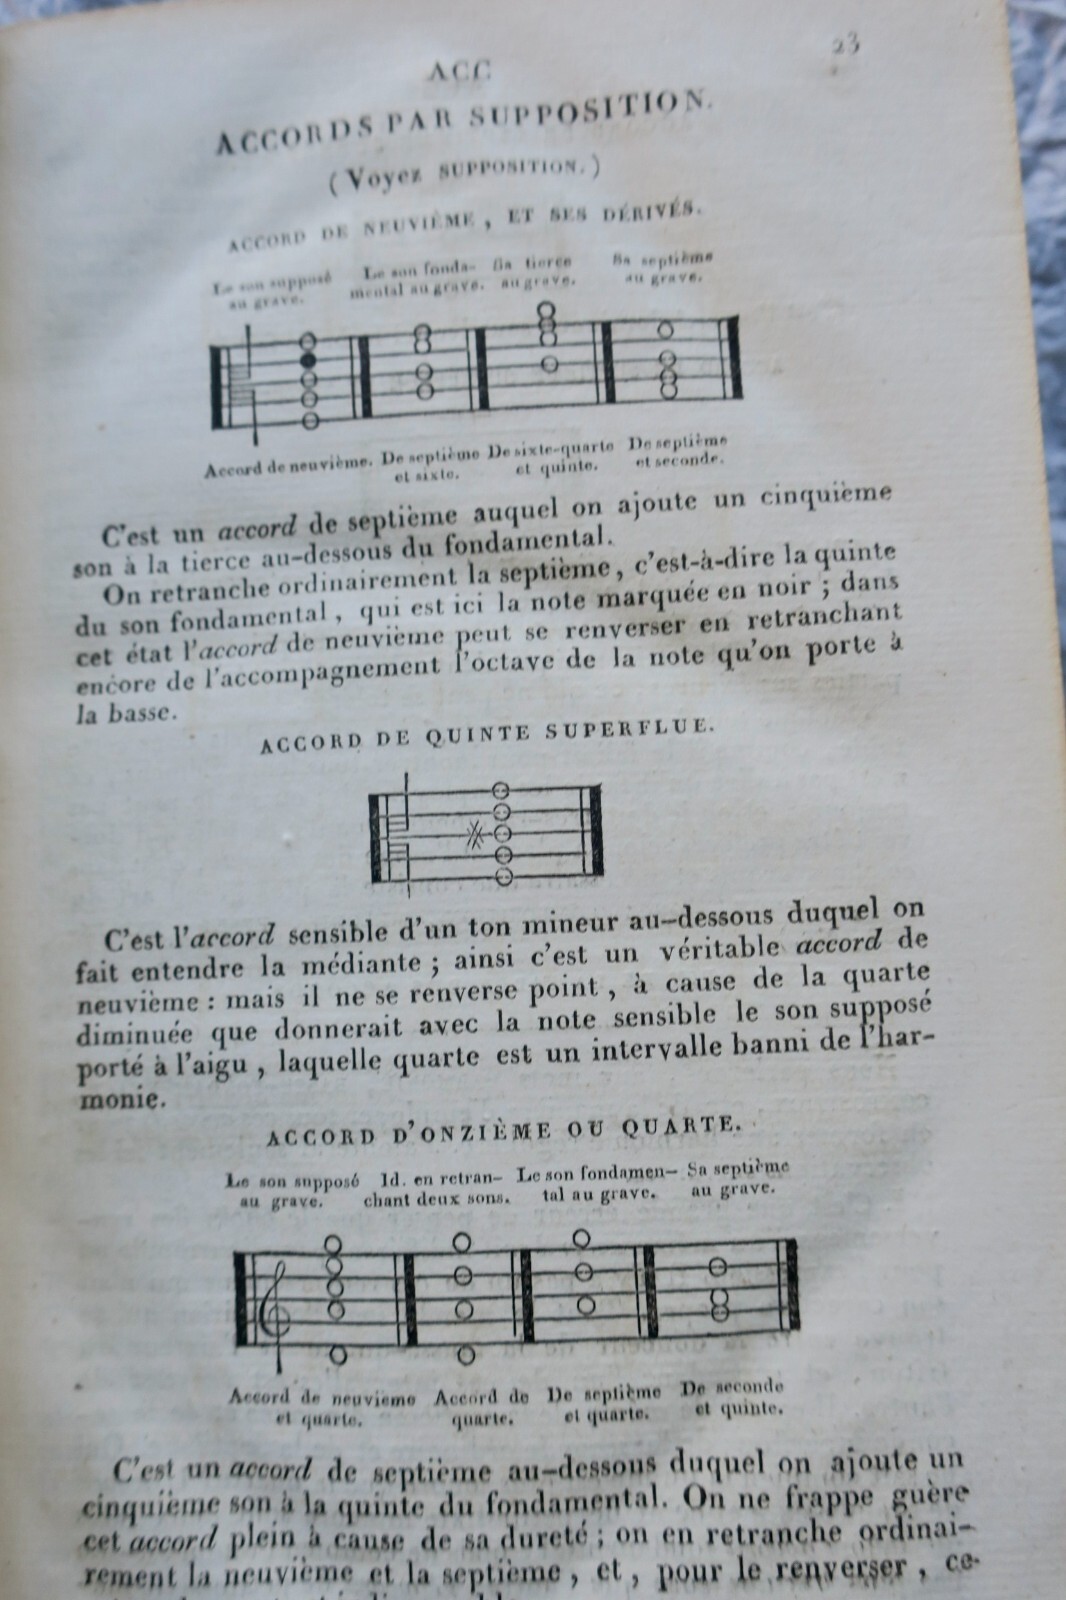 23
ACC
ACCORDS PAR SUPPOSITION.
(Voyez SUPPOSITION.)
ACCORD DE NEUVIÈME, ET SES DÉRIVÉS.
Le son supposé Le son fonda- Sa tierce Sa septième
au grave. mental au grave. au grave. au grave.
Accord de neuvième. De septième De sixte-quarte De septième
et sixte. et quinte. et seconde.
C'est un accord de septième auquel on ajoute un cinquième
son à la tierce au-dessous du fondamental.
On retranche ordinairement la septième, c'est-à-dire la quinte
du son fondamental, qui est ici la note marquée en noir; dans
cet état l'accord de neuvième peut se renverser en retranchant
encore de l'accompagnement l'octave de la note qu'on porte à
la basse.
ACCORD DE QUINTE SUPERFLUE.
C'est l'accord sensible d'un ton mineur au-dessous duquel on
fait entendre la médiante; ainsi c'est un véritable accord de
neuvième: mais il ne se renverse point, à cause de la quarte
diminuée que donnerait avec la note sensible le son supposé
porté à l'aigu, laquelle quarte est un intervalle banni de l'har-
monie.
ACCORD D'ONZIÈME OU QUARTE.
Le son supposé Id. en retran- Le son fondamen- Sa septième
au grave. chant deux sons. tal au grave. au grave.
Accord de neuvième Accord de De septième De seconde
et quarte. quarte. et quarte. et quinte.
C'est un accord de septième au-dessous duquel on ajoute un
cinquième son à la quinte du fondamental. On ne frappe guère
cet accord plein à cause de sa dureté; on en retranche ordinai-
rement la neuvième et la septième, et, pour le renverser, ce-